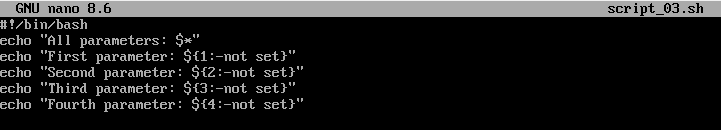 GNU nano 8.6 script_03.sh
#!/bin/bash
echo "All parameters: $*"
echo "First parameter: ${1:-not set}"
echo "Second parameter: ${2:-not set}"
echo "Third parameter: ${3:-not set}"
echo "Fourth parameter: ${4:-not set}"